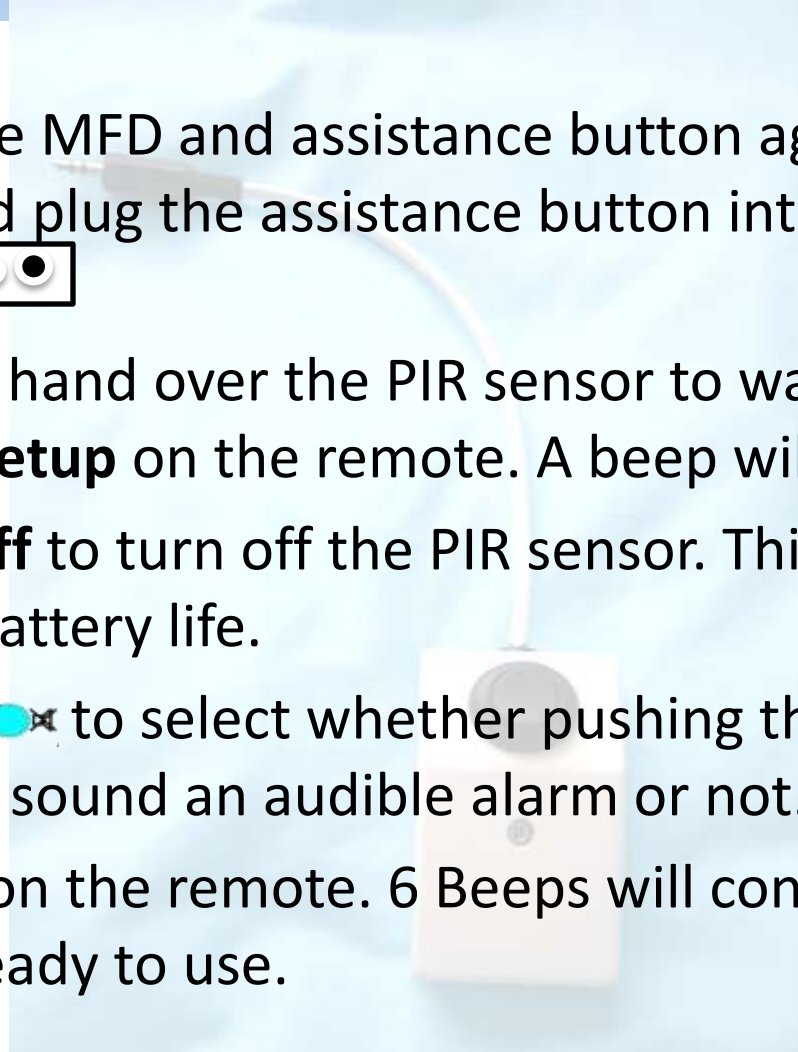 e MFD and assistance button ag
d plug the assistance button int
hand over the PIR sensor to wa
etup on the remote. A beep wil
ff to turn off the PIR sensor. Thi
attery life.
to select whether pushing th
sound an audible alarm or not.
on the remote. 6 Beeps will con
eady to use.